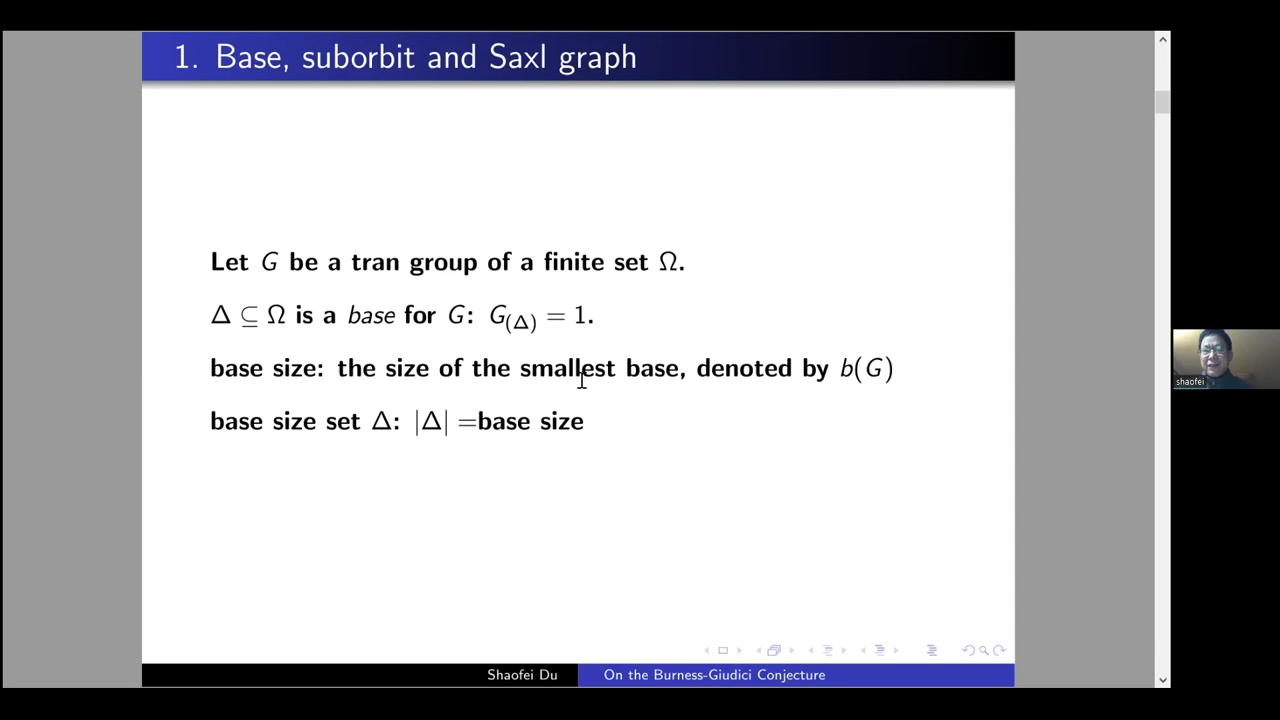 1. Base, suborbit and Saxl graph
Let G be a tran group of a finite set Ω.
Δ ⊆ Ω is a base for G: G₍Δ₎ = 1.
base size: the size of the smallest base, denoted by b(G)
base size set Δ: |Δ| =base size
shaofei
Shaofei Du
On the Burness-Giudici Conjecture